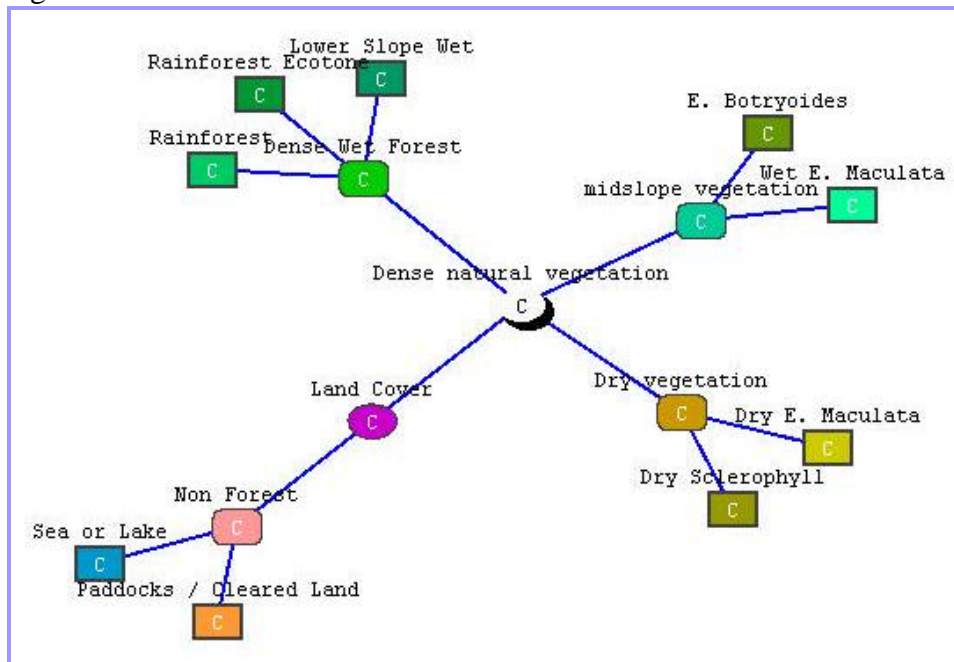 Lower Slope Wet
Rainforest Ecotone
C
C
E. Botryoides
C
Rainforest
Dense Wet Forest
C
C
Wet E. Maculata
midslope vegetation
C
C
Dense natural vegetation
C
Land Cover
C
Dry vegetation
C
Dry E. Maculata
C
Dry Sclerophyll
C
Non Forest
C
Sea or Lake
C
Paddocks / Cleared Land
C